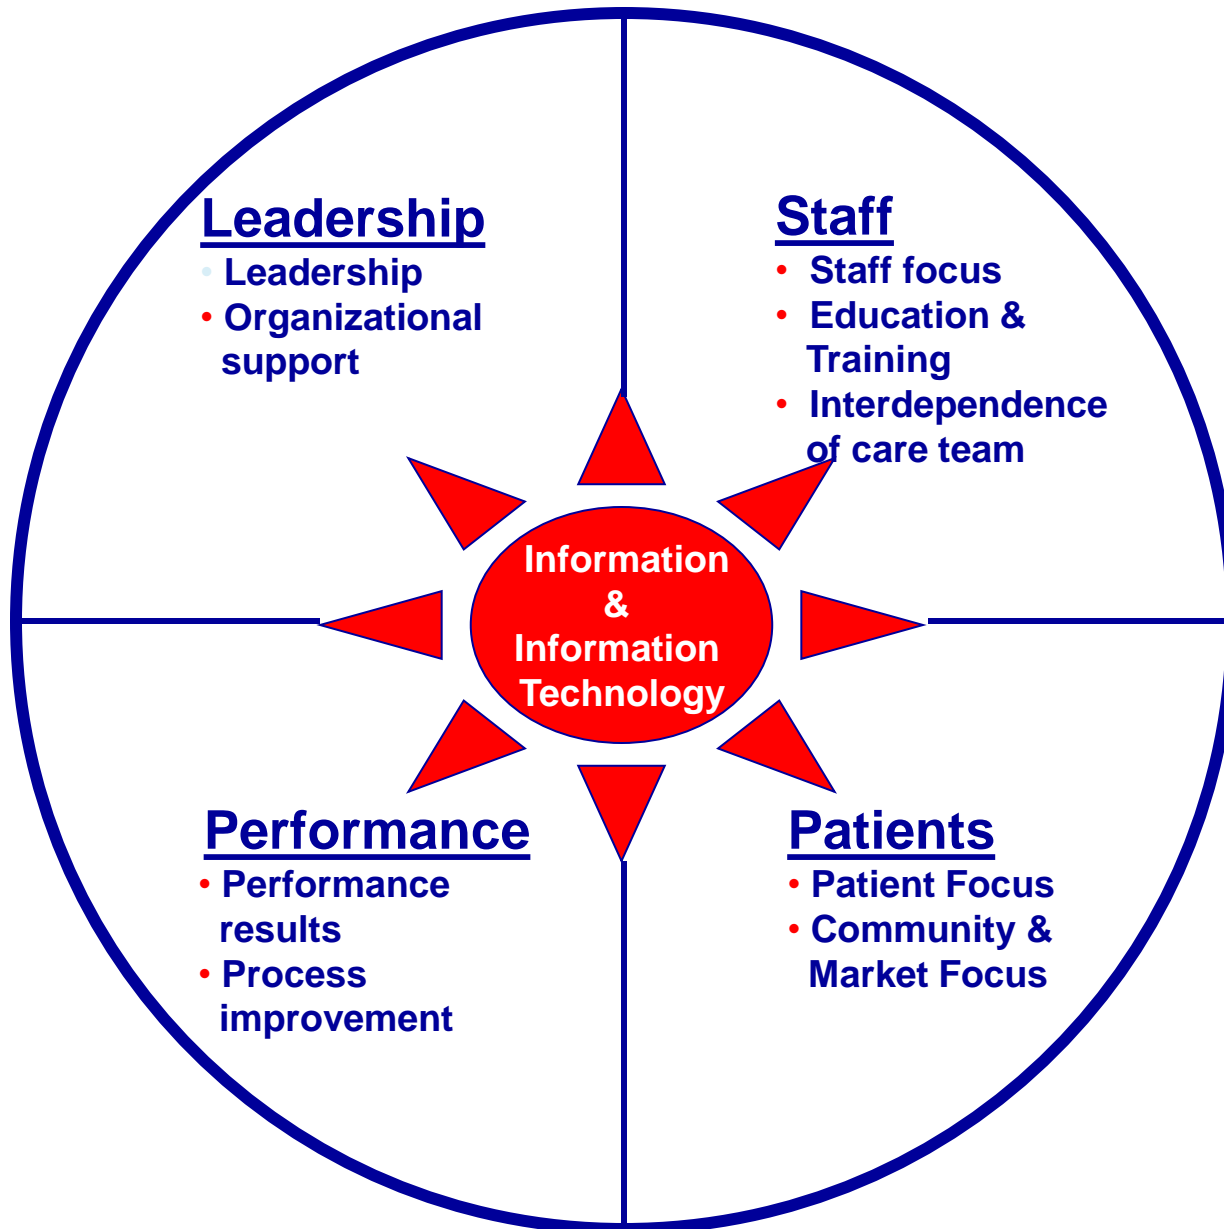 Leadership
• Leadership
• Organizational
support
Staff
• Staff focus
• Education &
Training
• Interdependence
of care team
Information
&
Information
Technology
Performance
• Performance
results
• Process
improvement
Patients
• Patient Focus
• Community &
Market Focus